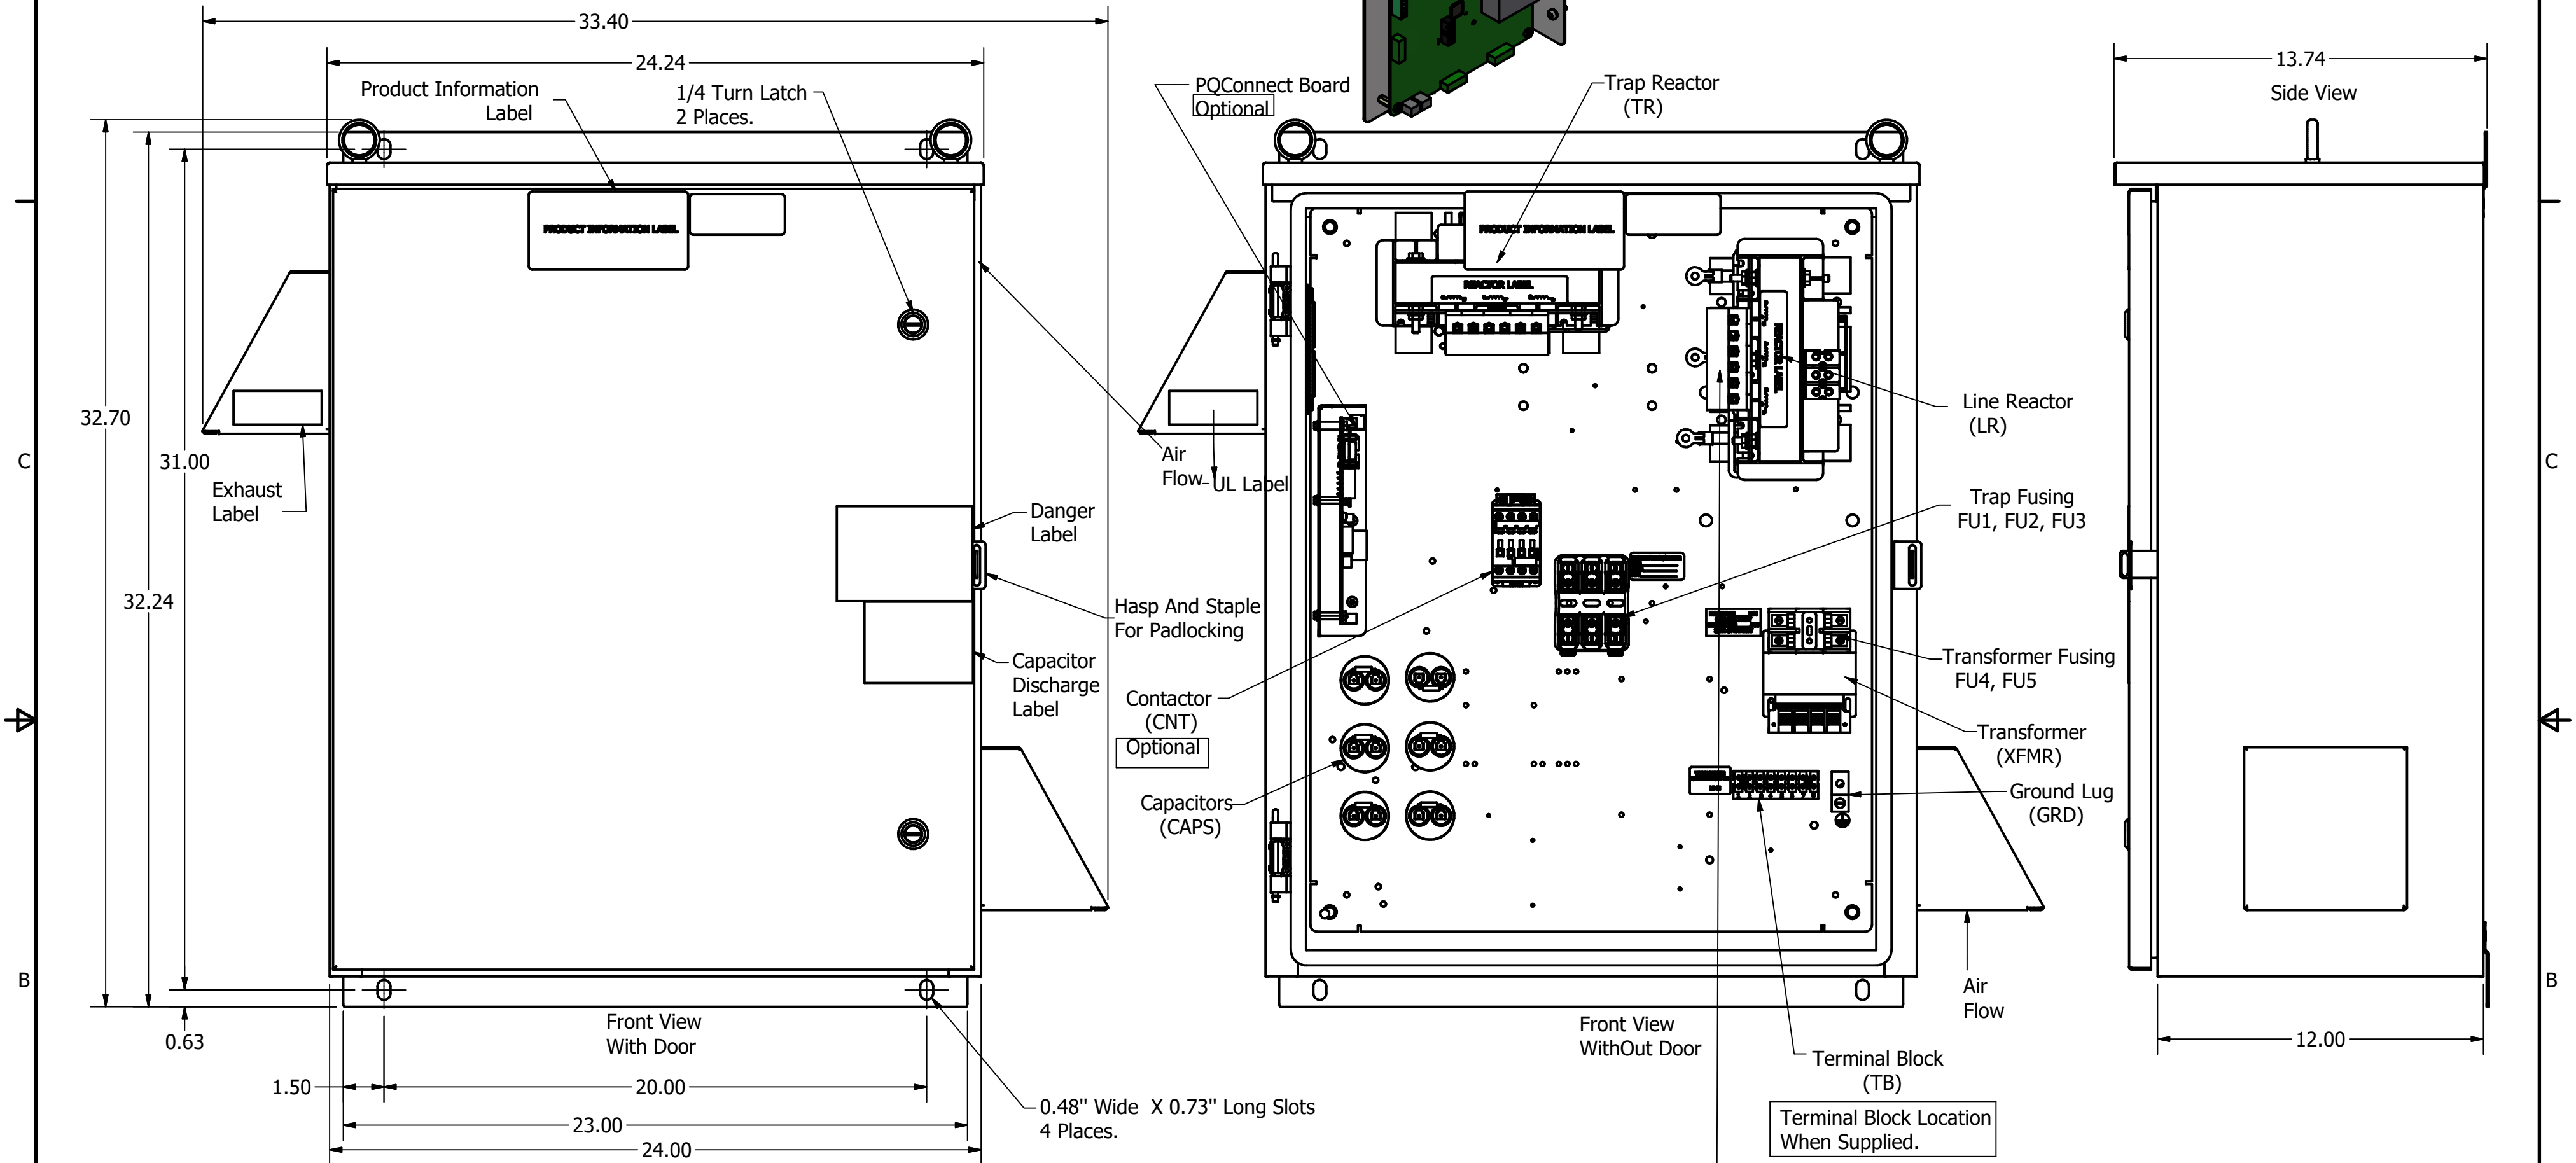 33.40
24.24
13.74
Side View
Product Information
Label
1/4 Turn Latch
2 Places.
PQConnect Board
Optional
Trap Reactor
(TR)
PRODUCT INFORMATION LABEL
PRODUCT INFORMATION LABEL
REACTOR LABEL
REACTOR LABEL
32.70
31.00
32.24
0.63
Exhaust
Label
Air
Flow
UL Label
Danger
Label
Hasp And Staple
For Padlocking
Capacitor
Discharge
Label
Line Reactor
(LR)
Trap Fusing
FU1, FU2, FU3
Transformer Fusing
FU4, FU5
Transformer
(XFMR)
Ground Lug
(GRD)
Contactor
(CNT)
Optional
Capacitors
(CAPS)
Air
Flow
C
C
B
B
Front View
With Door
Front View
WithOut Door
Terminal Block
(TB)
Terminal Block Location
When Supplied.
12.00
1.50
20.00
23.00
24.00
0.48" Wide X 0.73" Long Slots
4 Places.